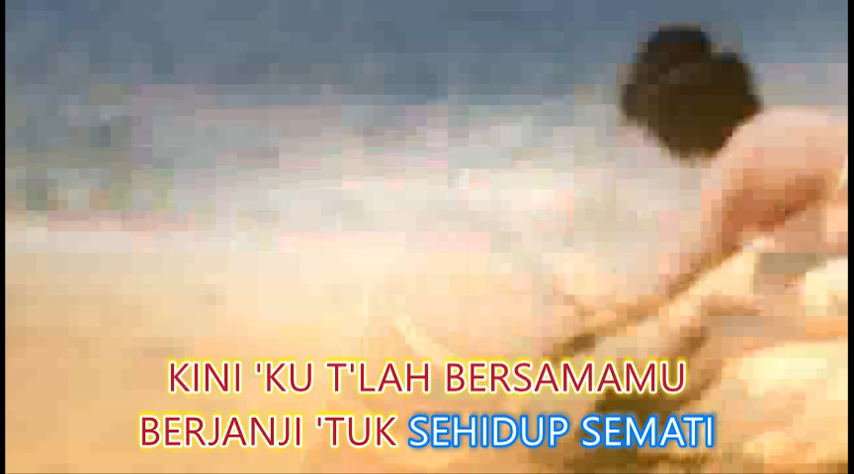 KINI 'KU T'LAH BERSAMAMU
BERJANJI 'TUK SEHIDUP SEMATI